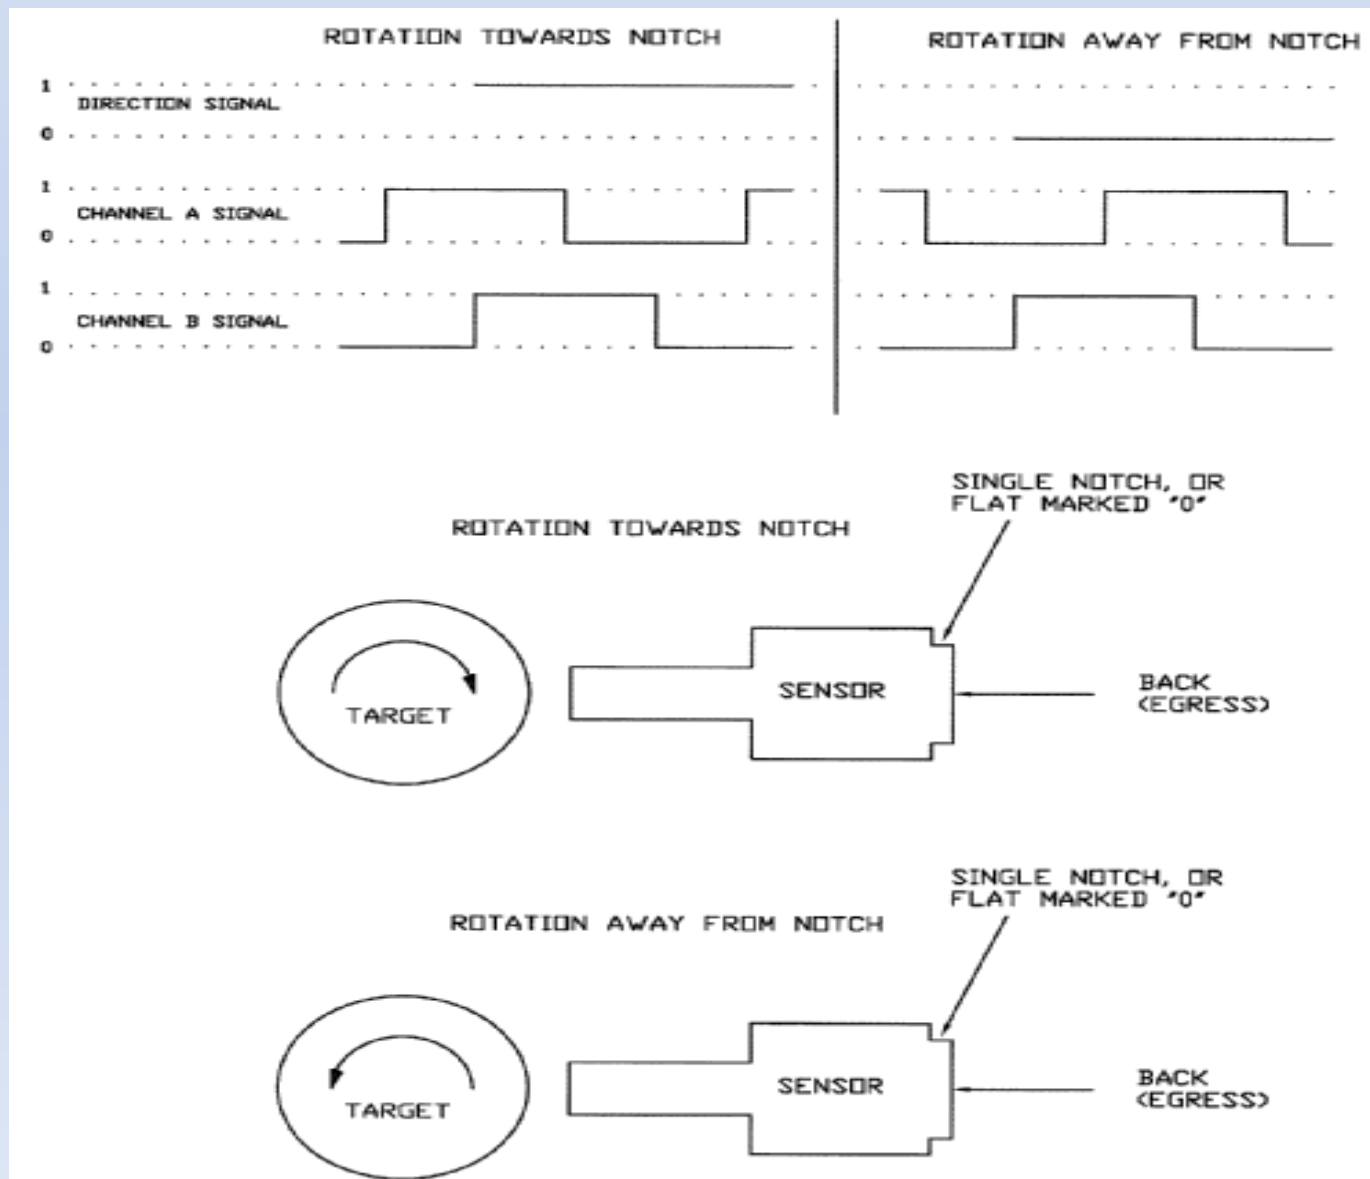 ROTATION TOWARDS NOTCH
ROTATION AWAY FROM NOTCH
1
DIRECTION SIGNAL
0
1
CHANNEL A SIGNAL
0
1
CHANNEL B SIGNAL
0
SINGLE NOTCH, OR
FLAT MARKED "0"
ROTATION TOWARDS NOTCH
TARGET
SENSOR
BACK
(EGRESS)
SINGLE NOTCH, OR
FLAT MARKED "0"
ROTATION AWAY FROM NOTCH
TARGET
SENSOR
BACK
(EGRESS)